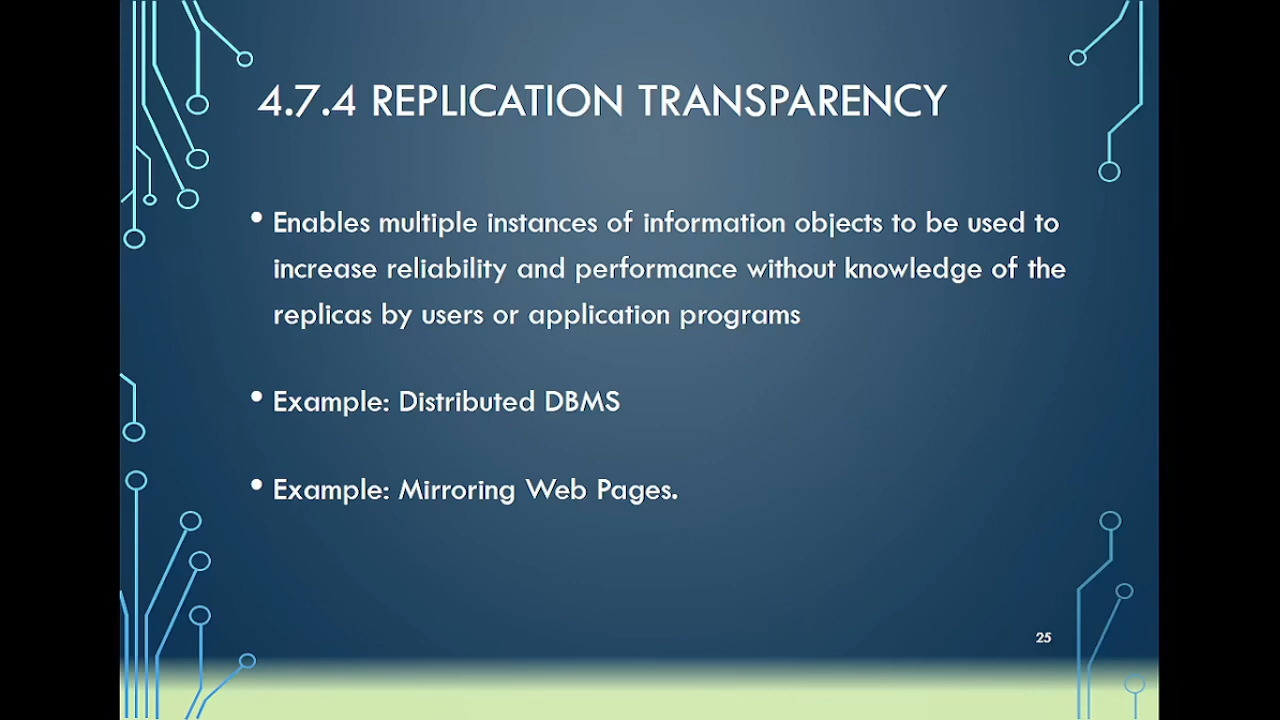 4.7.4 REPLICATION TRANSPARENCY
• Enables multiple instances of information objects to be used to
increase reliability and performance without knowledge of the
replicas by users or application programs
• Example: Distributed DBMS
• Example: Mirroring Web Pages.
25